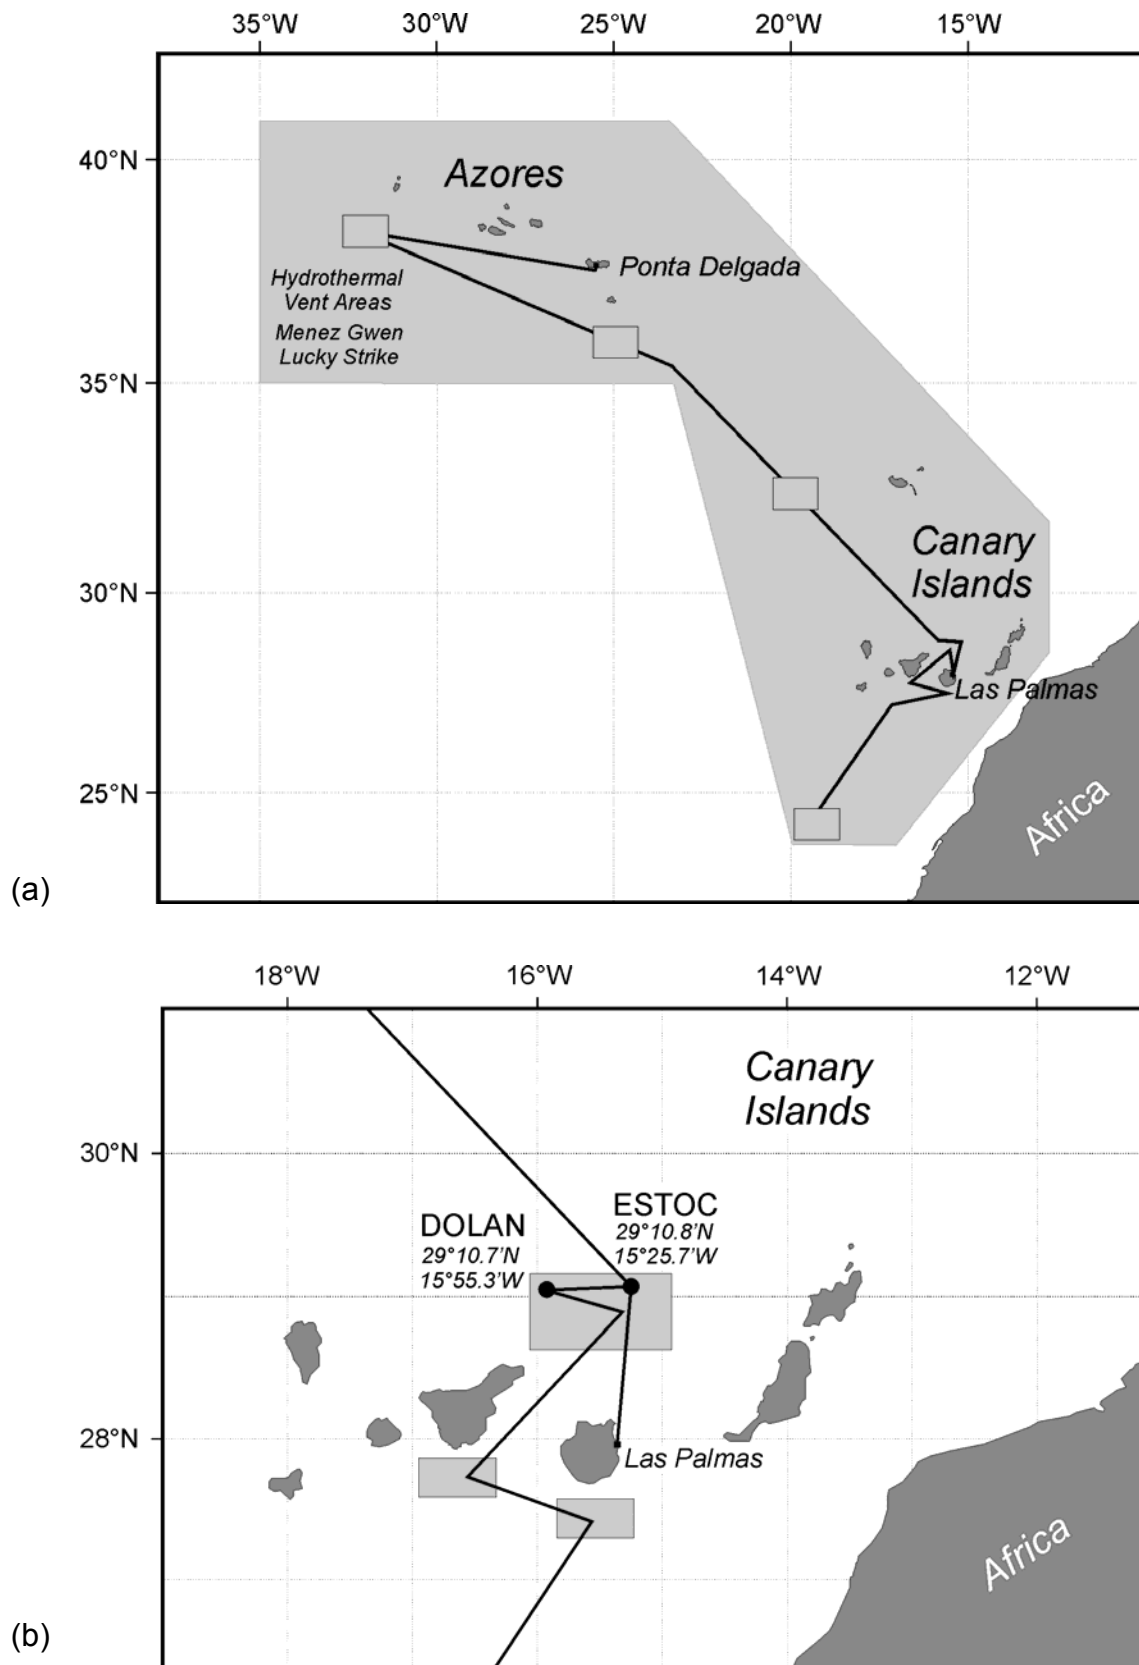 35°W 30°W 25°W 20°W 15°W
40°N
Azores
Ponta Delgada
Hydrothermal
Vent Areas
Menez Gwen
Lucky Strike
35°N
Canary
Islands
30°N
Las Palmas
25°N
Africa
(a)
18°W 16°W 14°W 12°W
Canary
Islands
30°N
ESTOC
29°10.8'N
15°25.7'W
DOLAN
29°10.7'N
15°55.3'W
28°N
Las Palmas
Africa
(b)